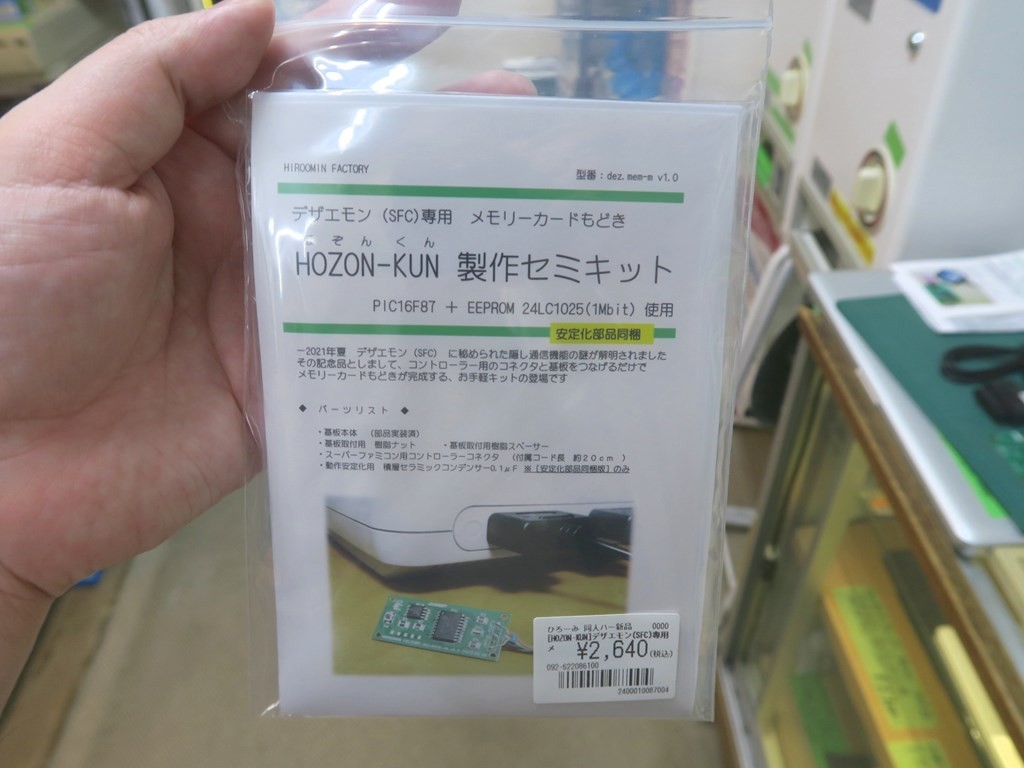 HIROOMIN FACTORY
型番：dez.mem-m v1.0
デザエモン (SFC)専用 メモリーカードもどき
ほぞんくん
HOZON-KUN 製作セミキット
PIC16F87 + EEPROM 24LC1025(1Mbit) 使用
安定化部品同梱
−2021年夏 デザエモン(SFC) に秘められた隠し通信機能の謎が解明されました
その記念品としまして、コントローラー用のコネクタと基板をつなげるだけで
メモリーカードもどきが完成する、お手軽キットの登場です
◆ パーツリスト ◆
・基板本体 (部品実装済)
・基板取付用 樹脂ナット ・基板取付用樹脂スペーサー
・スーパーファミコン用コントローラーコネクタ (付属コード長 約20cm )
・動作安定化用 積層セラミックコンデンサー0.1μF ※［安定化部品同梱版］のみ
ひろーみ 同人ハー新品 0000
[HOZON-KUN]デザエモン(SFC)専用
メ ¥2,640(税込)
092-522086100
2400010087004